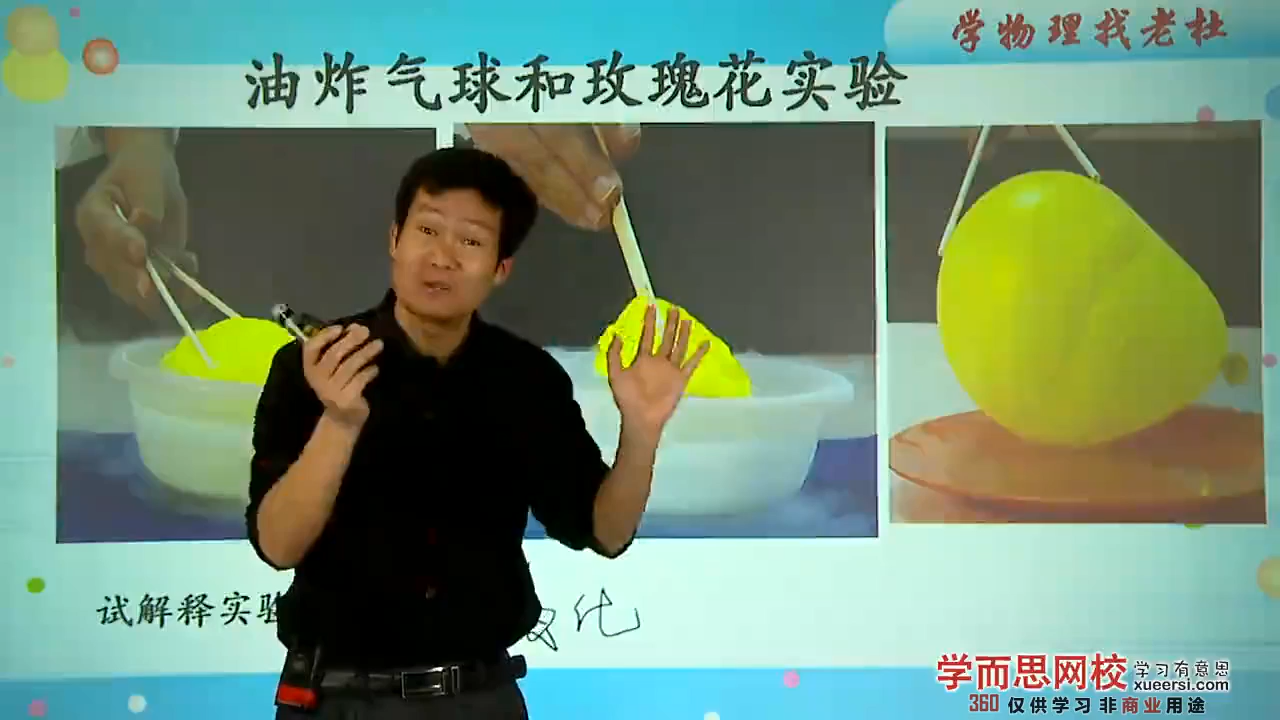 学物理找老杜
油炸气球和玫瑰花实验
试解释实验
化
学而思网校
学习有意思
xueersi.com
360 仅供学习 非商业用途